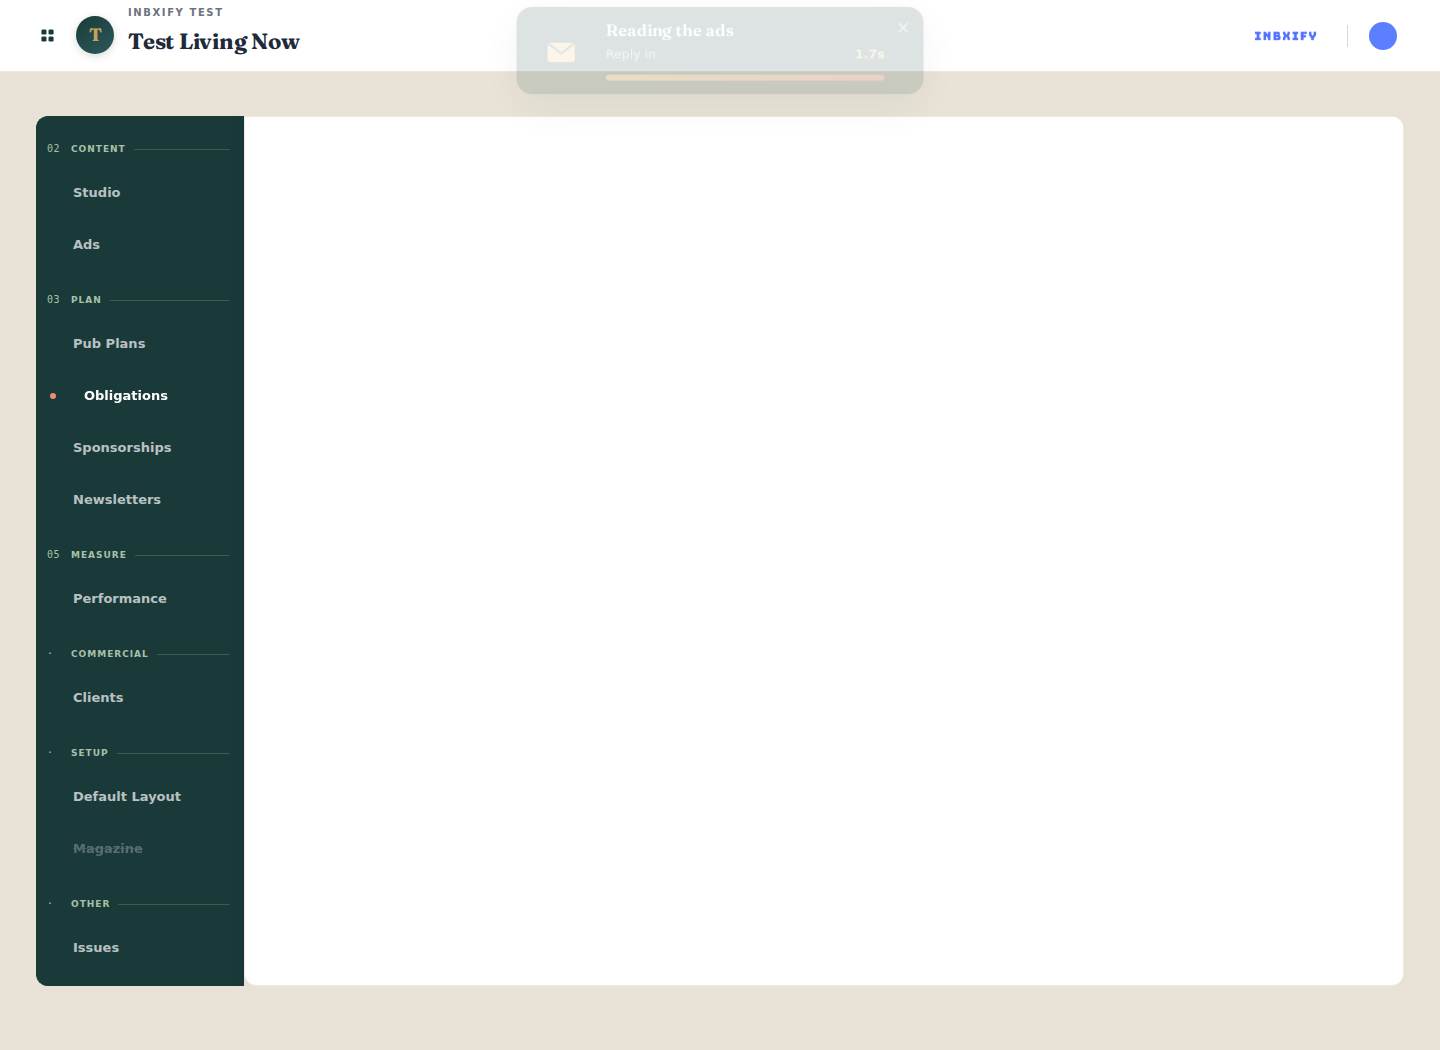 INBXIFY TEST
T
Test Living Now
Reading the ads
Reply in 1.7s
INBXIFY
02 CONTENT
Studio
Ads
03 PLAN
Pub Plans
Obligations
Sponsorships
Newsletters
05 MEASURE
Performance
· COMMERCIAL
Clients
· SETUP
Default Layout
Magazine
· OTHER
Issues